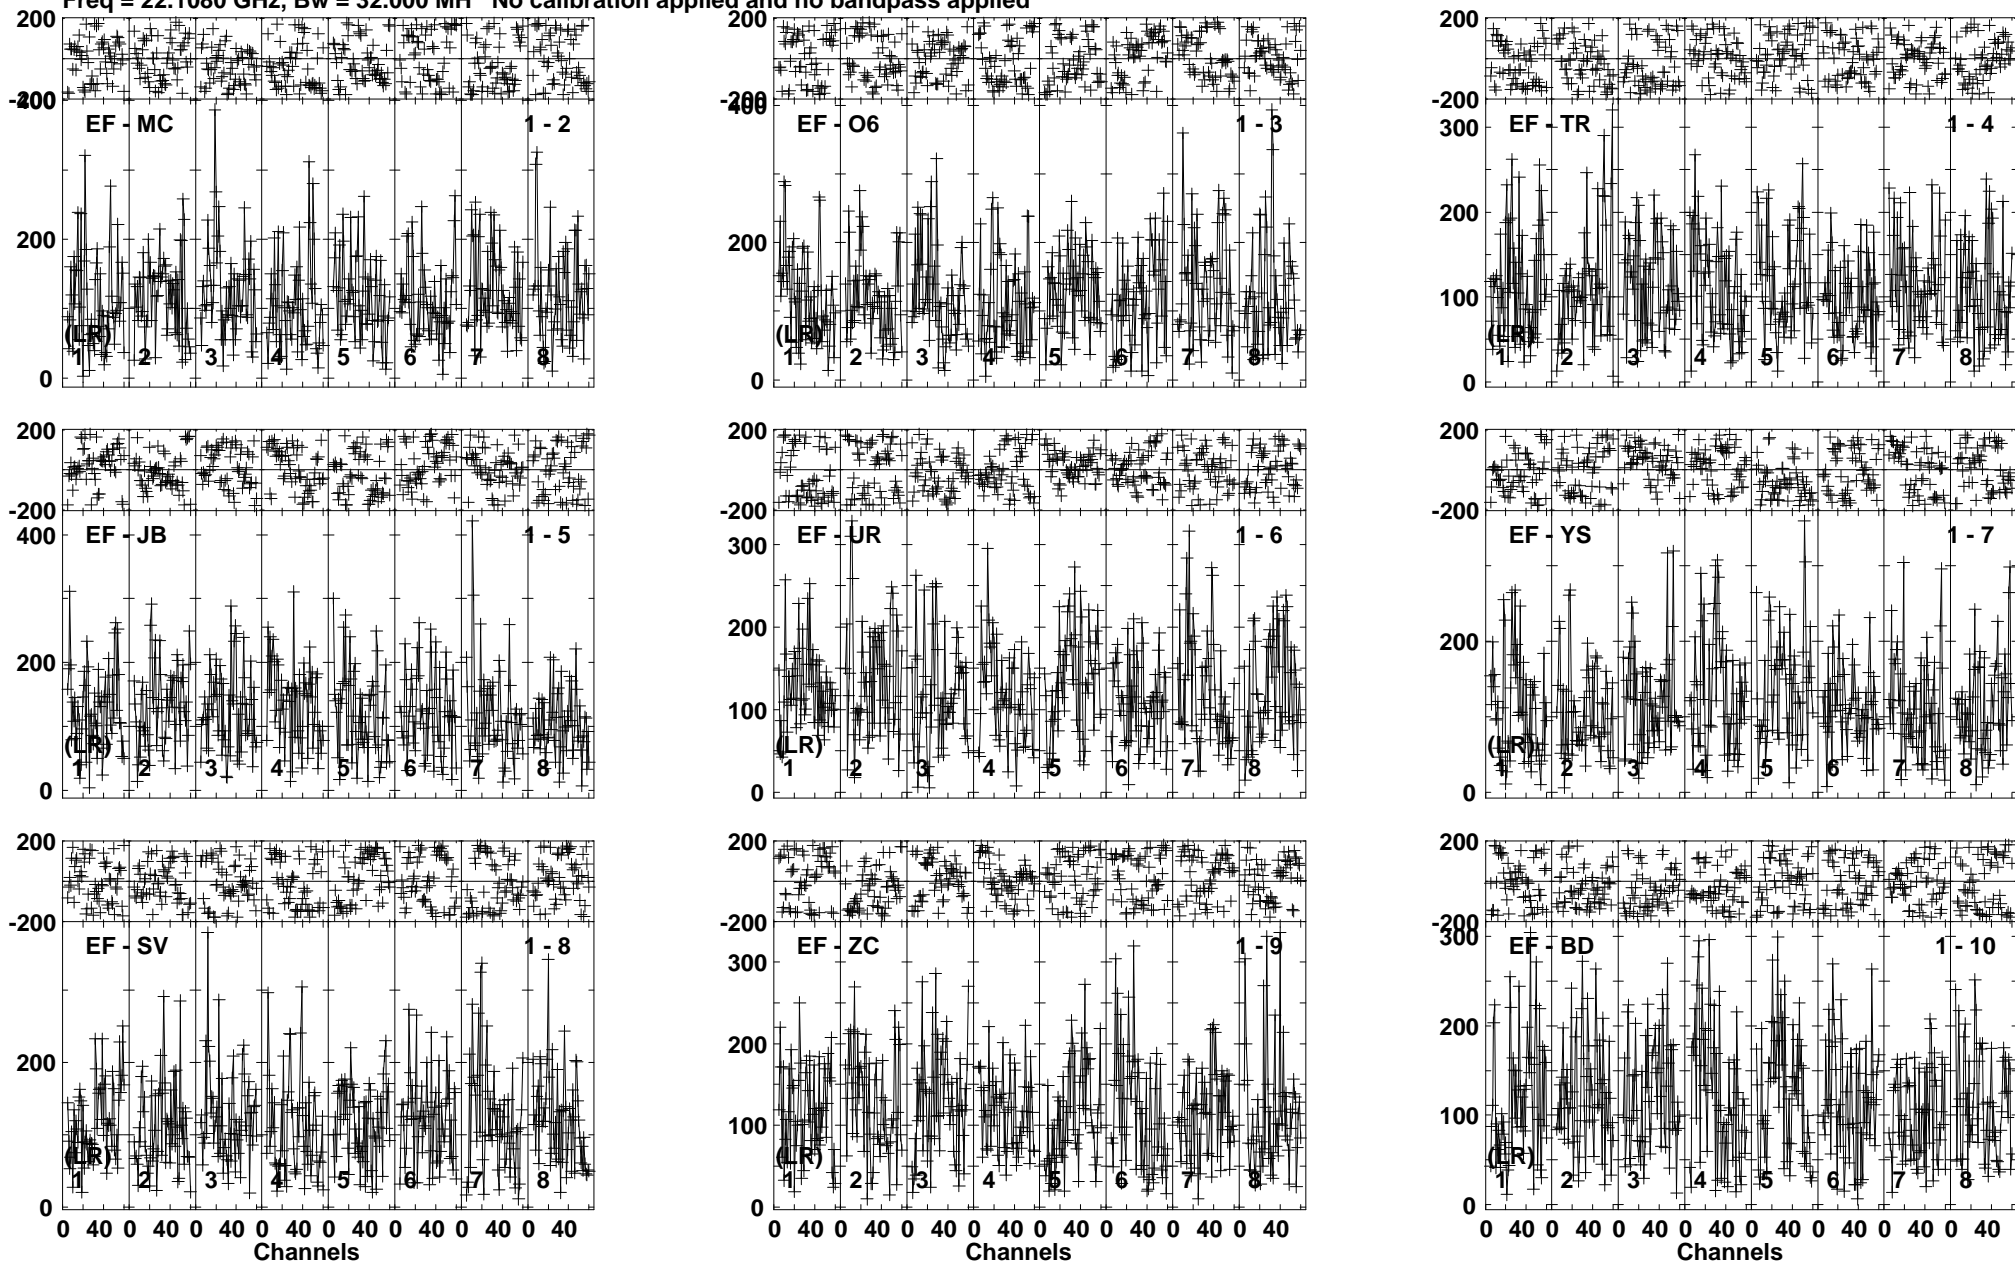 Freq = 22.1080 GHz, Bw = 32.000 MH No calibration applied and no bandpass applied
200 200 200
-200 -200 -200
400 400
EF - MC 1 - 2 EF - O6 1 - 3 EF - TR 1 - 4
300
200 200 200
100
(LR) (LR) (LR)
1 2 3 4 5 6 7 8 1 2 3 4 5 6 7 8 1 2 3 4 5 6 7 8
0 0 0
200 200 200
-200 -200 -200
400 300
EF - JB 1 - 5 EF - UR 1 - 6 EF - YS 1 - 7
200 200 200
100
(LR) (LR) (LR)
1 2 3 4 5 6 7 8 1 2 3 4 5 6 7 8 1 2 3 4 5 6 7 8
0 0 0
200 200 200
-200 -200 -200
EF - SV 1 - 8 EF - ZC 1 - 9 EF - BD 1 - 10
300 300
200 200 200
100 100
(LR) (LR) (LR)
1 2 3 4 5 6 7 8 1 2 3 4 5 6 7 8 1 2 3 4 5 6 7 8
0 0 0
0 40 0 40 0 40 0 40 0 40 0 40 0 40 0 40 0 40 0 40 0 40 0 40 0 40 0 40 0 40 0 40 0 40 0 40 0 40 0 40 0 40 0 40 0 40 0 40
Channels Channels Channels